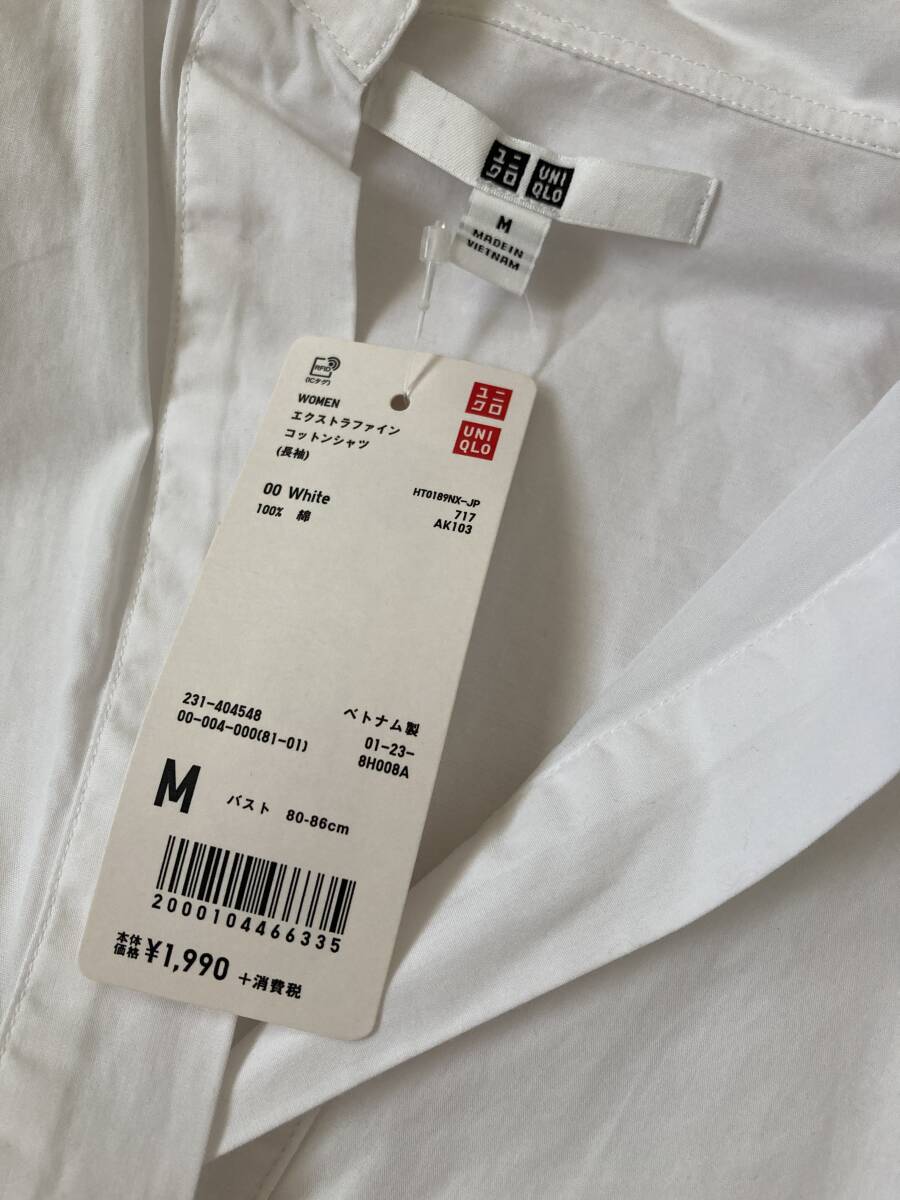 ユニ
クロ
UNI
QLO
M
MADE IN
VIETNAM
RFID
(ICタグ)
WOMEN
エクストラファイン
コットンシャツ
(長袖)
ユニ
クロ
UNI
QLO
00 White
100% 綿
HT0189NX-JP
717
AK103
231-404548
00-004-000(81-01)
ベトナム製
01-23-
8H008A
M バスト 80-86cm
2000104466335
本体
価格 ¥1,990 +消費税